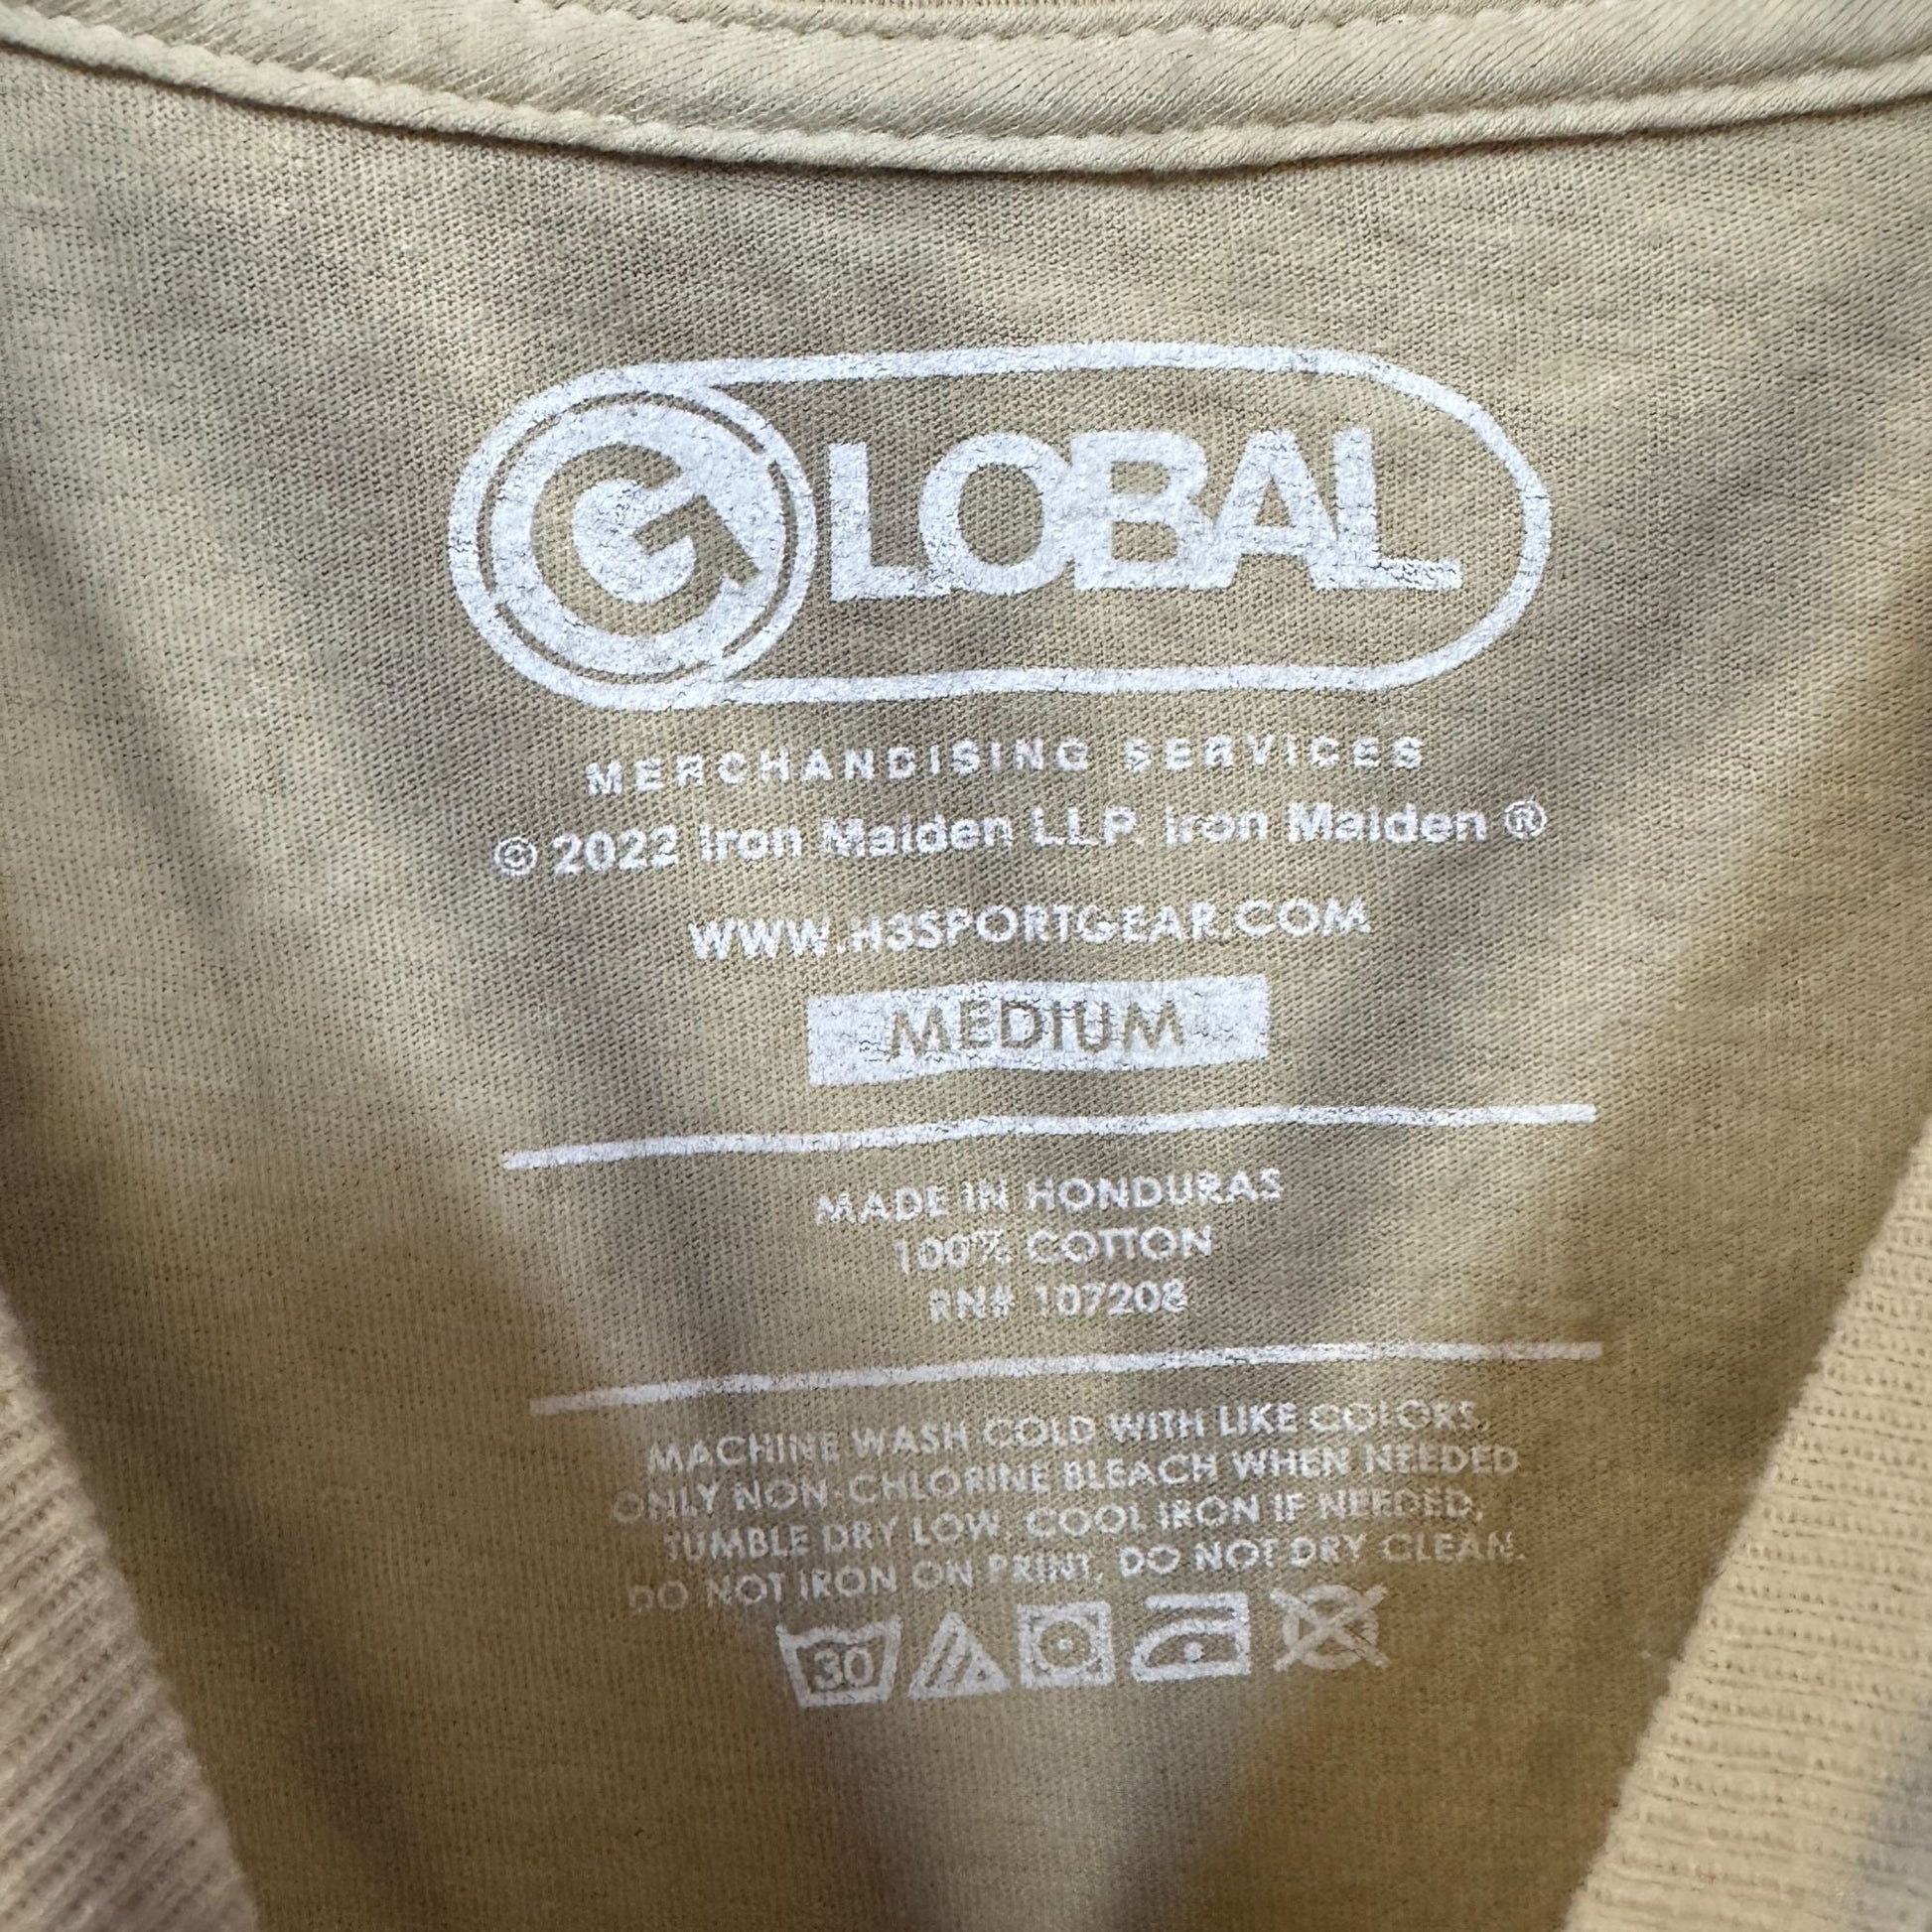 GLOBAL
MERCHANDISING SERVICES
© 2022 Iron Maiden LLP. Iron Maiden ®
WWW.H3SPORTGEAR.COM
MEDIUM
MADE IN HONDURAS
100% COTTON
RN# 107208
MACHINE WASH COLD WITH LIKE COLORS,
ONLY NON-CHLORINE BLEACH WHEN NEEDED
TUMBLE DRY LOW. COOL IRON IF NEEDED,
DO NOT IRON ON PRINT, DO NOT DRY CLEAN.
30